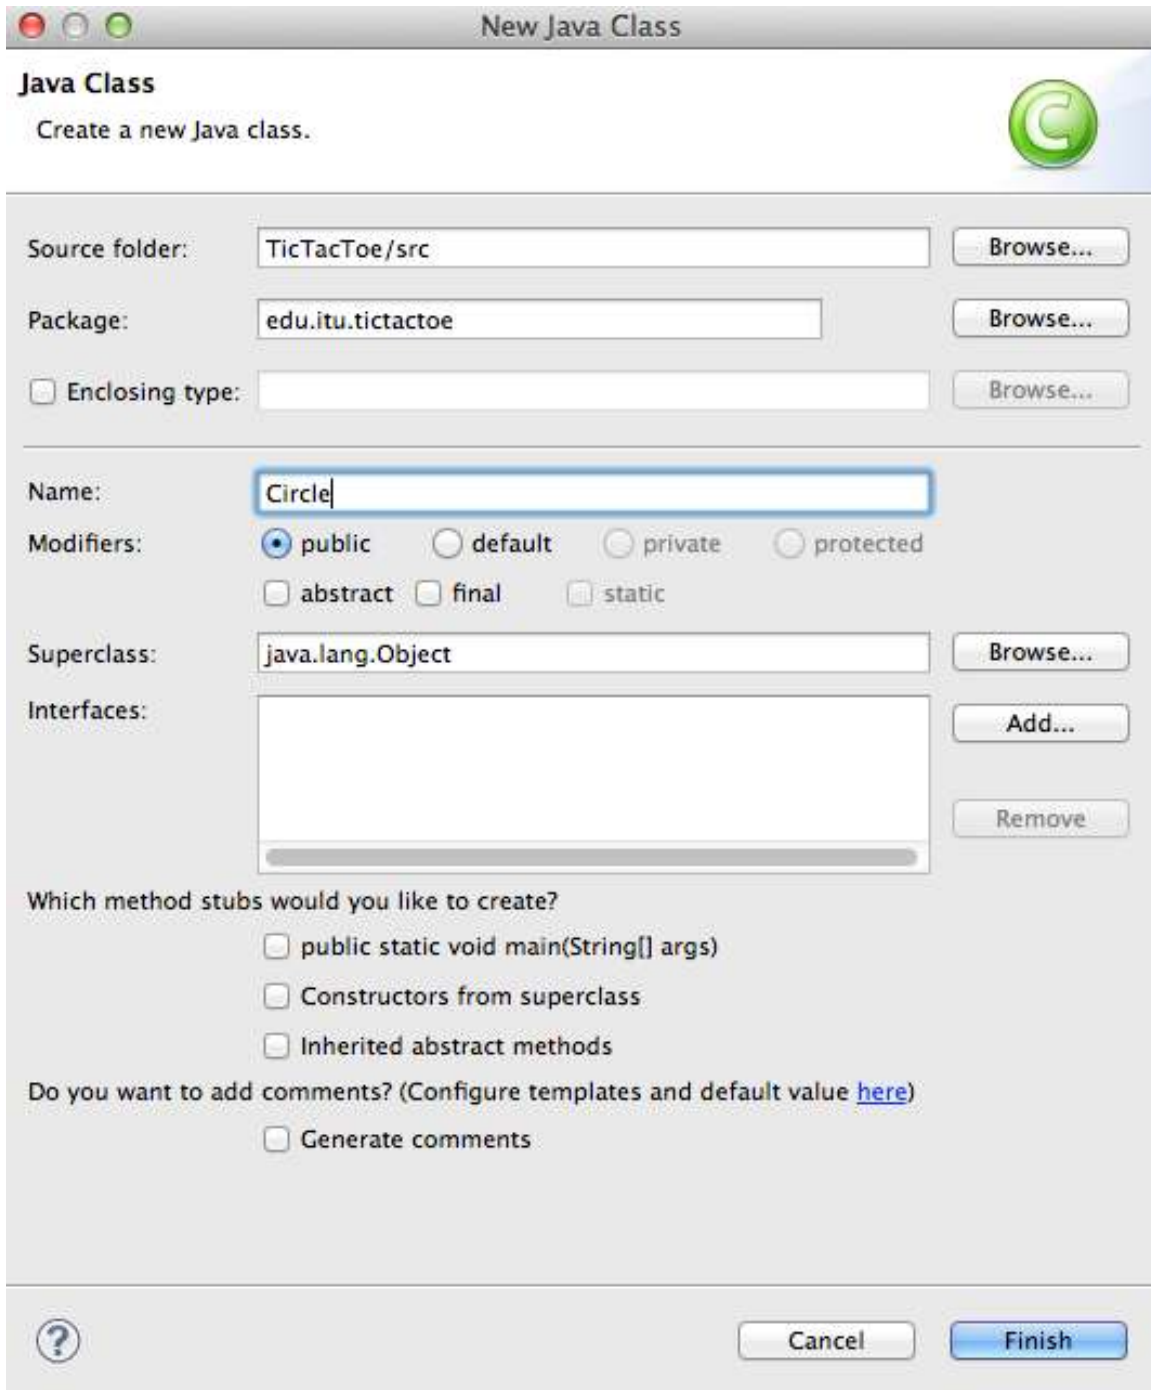 New Java Class
Java Class
Create a new Java class.
C
Source folder: TicTacToe/src Browse...
Package: edu.itu.tictactoe Browse...
Enclosing type: Browse...
Name: Circle
Modifiers: public default private protected
abstract final static
Superclass: java.lang.Object Browse...
Interfaces: Add...
Remove
Which method stubs would you like to create?
public static void main(String[] args)
Constructors from superclass
Inherited abstract methods
Do you want to add comments? (Configure templates and default value here)
Generate comments
? Cancel Finish